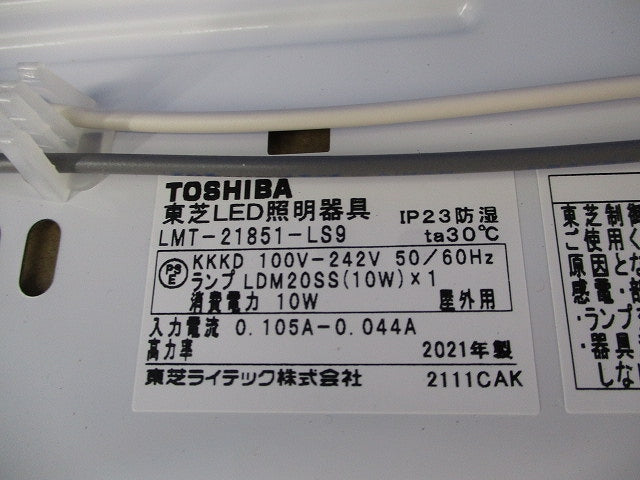 TOSHIBA
東芝LED照明器具 IP23防湿
LMT-21851-LS9 ta30℃
PSE KKKD 100V-242V 50/60Hz
ランプ LDM20SS(10W)×1
消費電力 10W 屋外用
入力電流 0.105A-0.044A
高力率 2021年製
東芝ライテック株式会社 2111CAK
東芝制御
ご使用く
原因とな
感電・部
・ランプ
・器具
しな